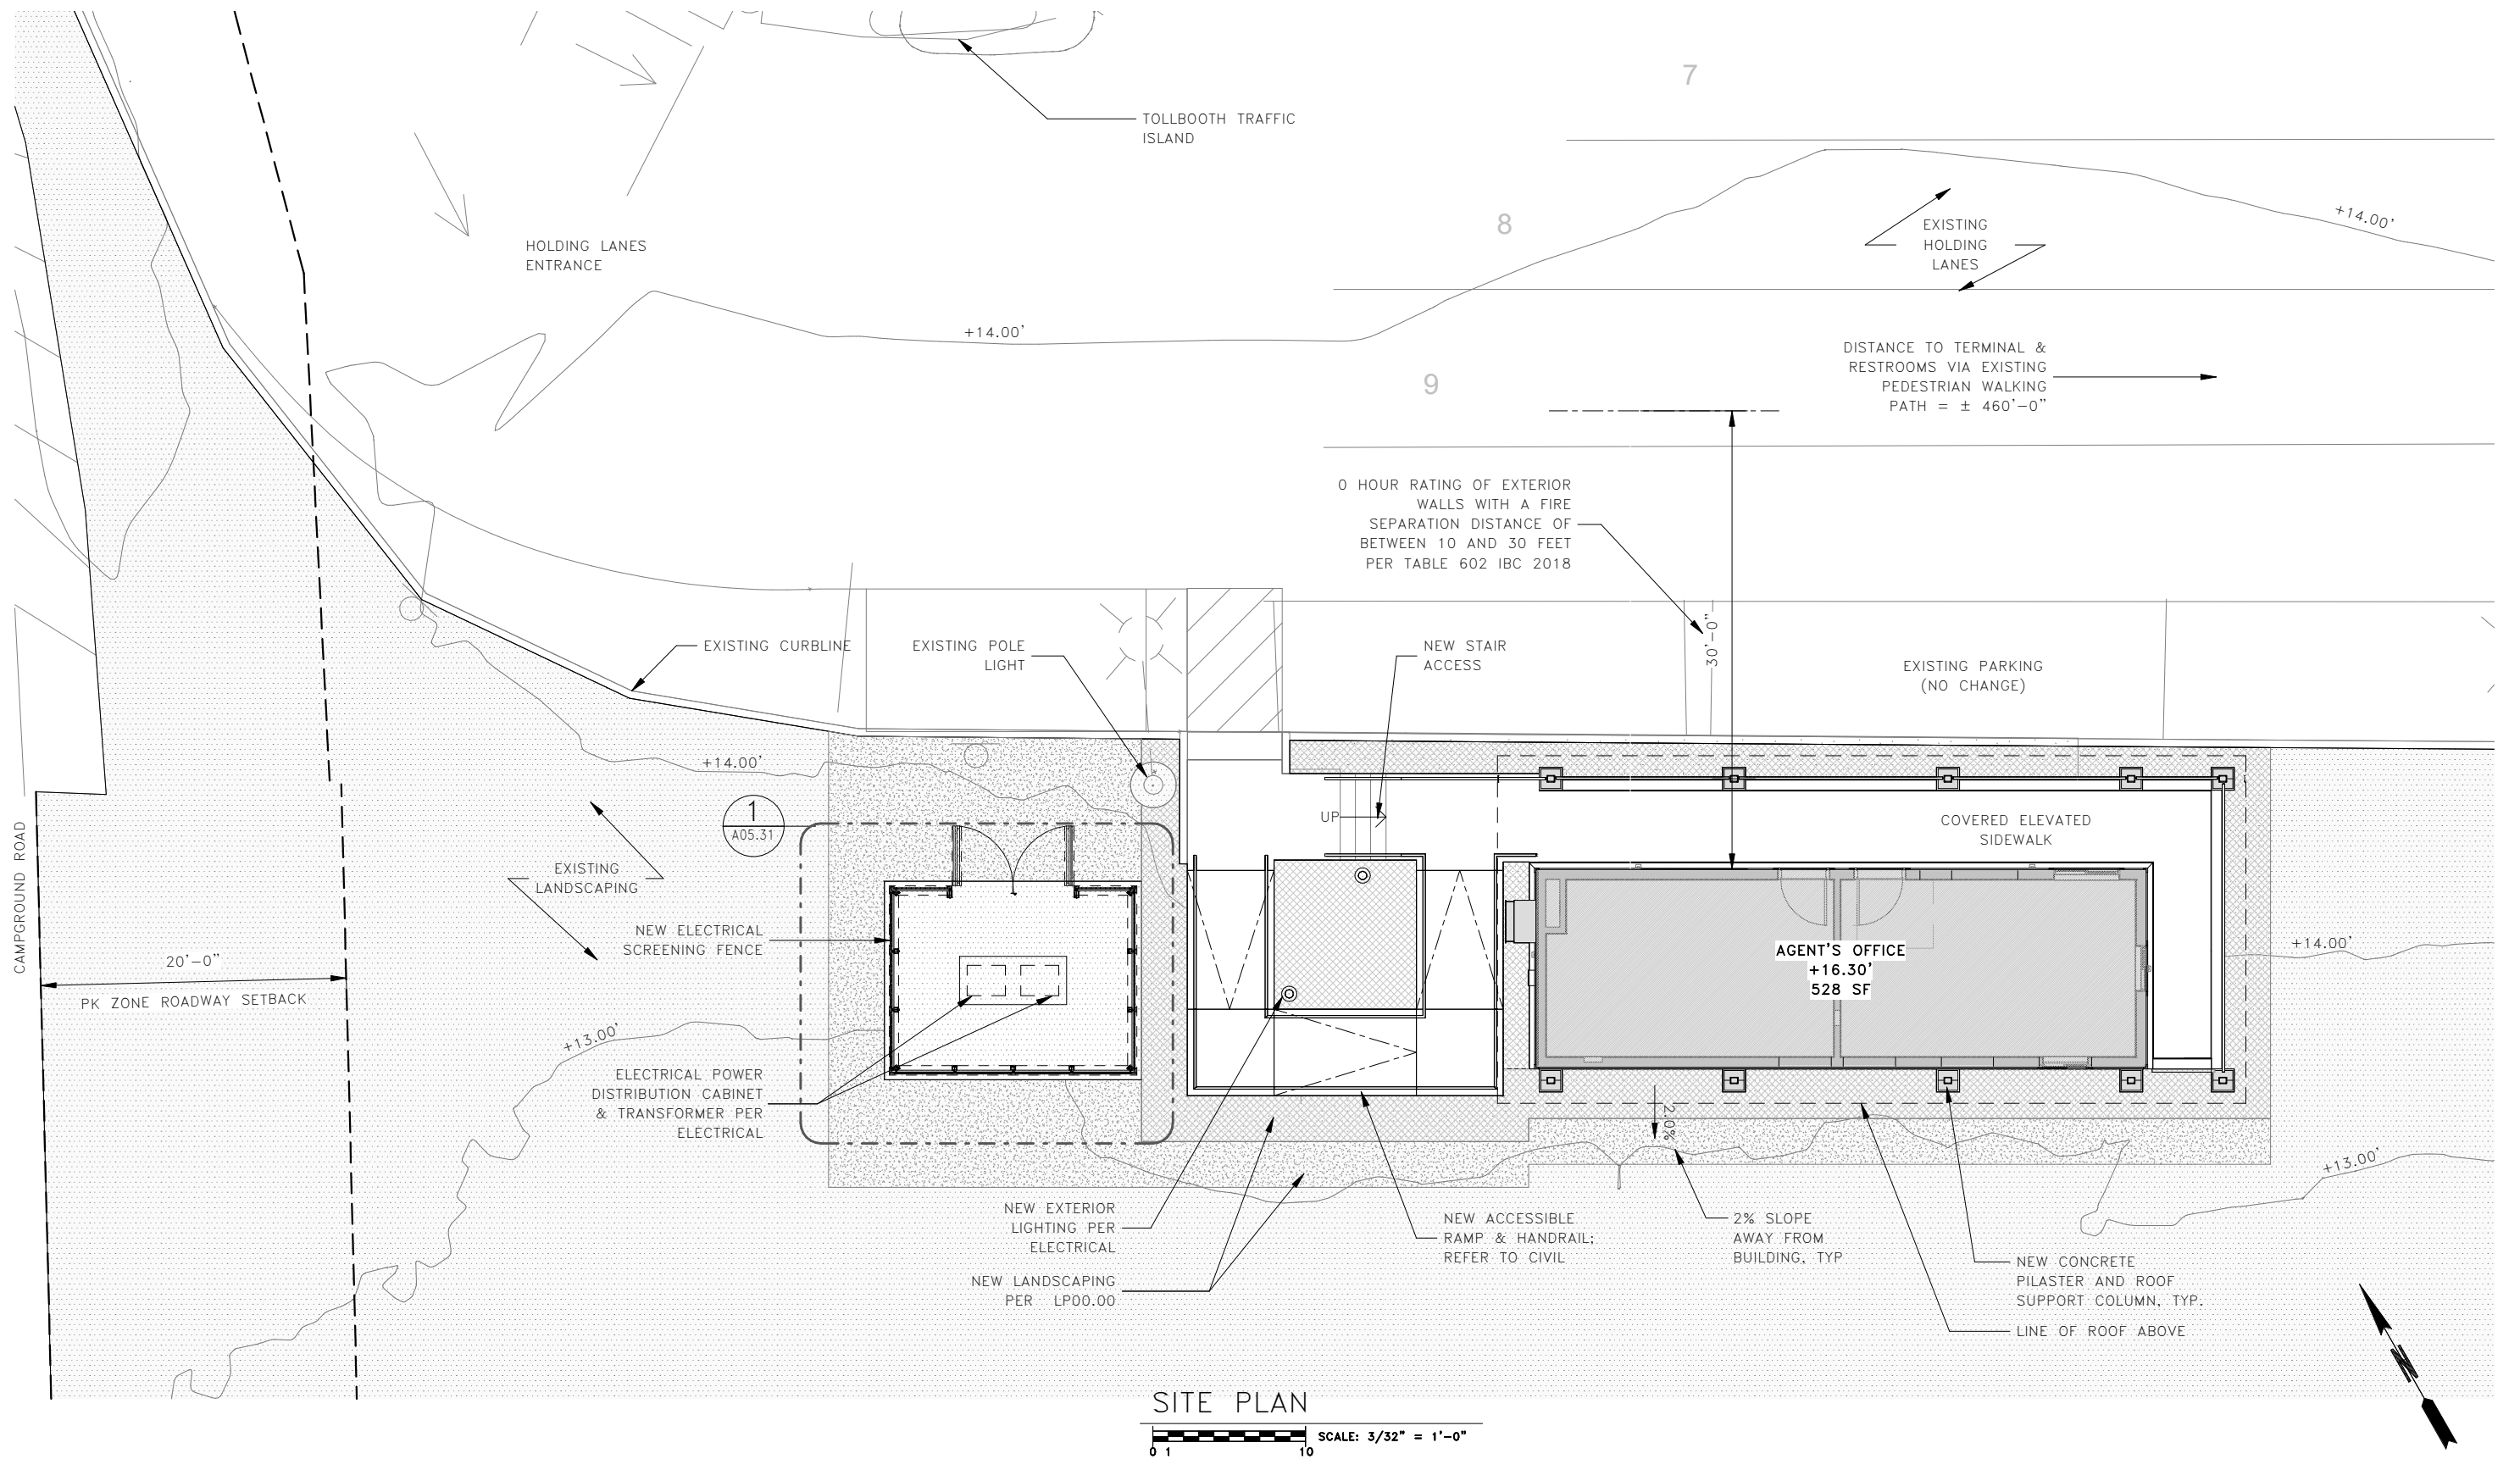 7
TOLLBOOTH TRAFFIC
ISLAND
8
+14.00'
EXISTING
HOLDING
LANES
HOLDING LANES
ENTRANCE
+14.00'
DISTANCE TO TERMINAL &
RESTROOMS VIA EXISTING
PEDESTRIAN WALKING
PATH = ± 460'-0"
9
0 HOUR RATING OF EXTERIOR
WALLS WITH A FIRE
SEPARATION DISTANCE OF
BETWEEN 10 AND 30 FEET
PER TABLE 602 IBC 2018
30'-0"
EXISTING CURBLINE
EXISTING POLE
LIGHT
NEW STAIR
ACCESS
EXISTING PARKING
(NO CHANGE)
+14.00'
1
A05.31
UP
COVERED ELEVATED
SIDEWALK
CAMPGROUND ROAD
EXISTING
LANDSCAPING
NEW ELECTRICAL
SCREENING FENCE
AGENT'S OFFICE
+16.30'
528 SF
+14.00'
20'-0"
PK ZONE ROADWAY SETBACK
+13.00'
ELECTRICAL POWER
DISTRIBUTION CABINET
& TRANSFORMER PER
ELECTRICAL
2.0%
+13.00'
NEW EXTERIOR
LIGHTING PER
ELECTRICAL
NEW ACCESSIBLE
RAMP & HANDRAIL;
REFER TO CIVIL
2% SLOPE
AWAY FROM
BUILDING, TYP
NEW LANDSCAPING
PER LP00.00
NEW CONCRETE
PILASTER AND ROOF
SUPPORT COLUMN, TYP.
LINE OF ROOF ABOVE
N
SITE PLAN
SCALE: 3/32" = 1'-0"
0 1 10